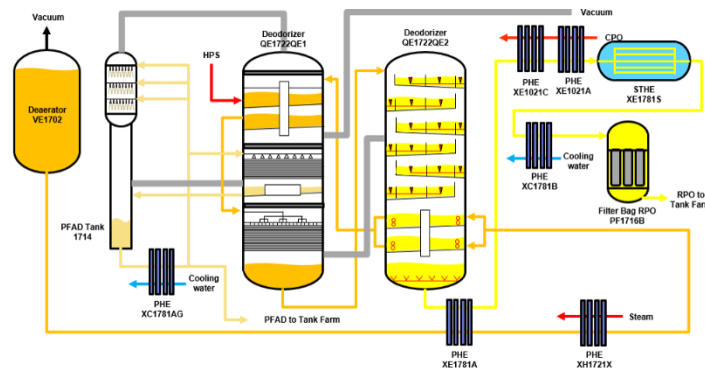 Vacuum
Deaerator
VE1702
PFAD Tank
1714
HPS
Deodorizer
QE1722QE1
Deodorizer
QE1722QE2
Vacuum
CPO
PHE
XE1021C
PHE
XE1021A
STHE
XE1781S
PHE
XC1781B
Cooling
water
Filter Bag RPO
PF1716B
RPO to
Tank Farm
PHE
XC1781AG
Cooling
water
PFAD to Tank Farm
PHE
XE1781A
Steam
PHE
XH1721X